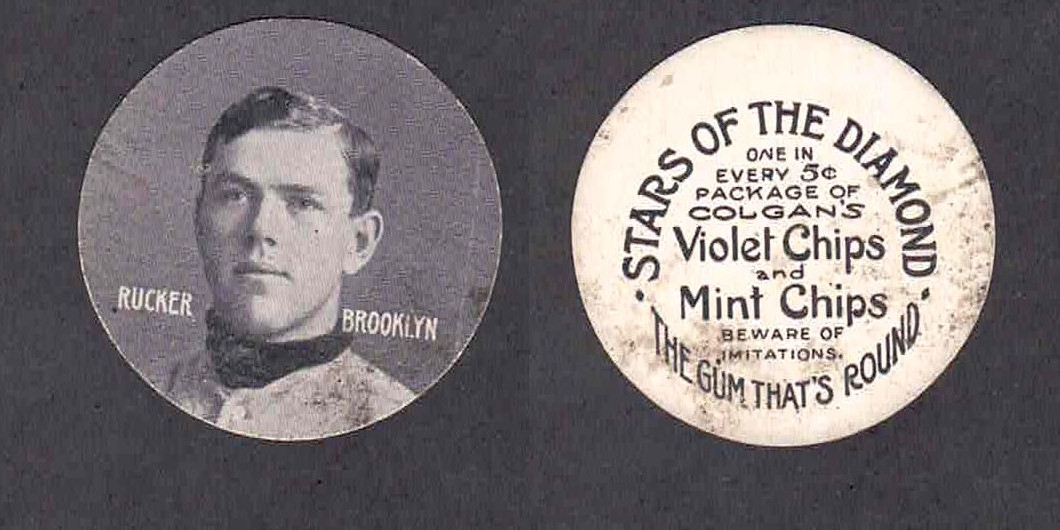 RUCKER
BROOKLYN
STARS OF THE DIAMOND
ONE IN
EVERY 5¢
PACKAGE OF
COLGAN'S
Violet Chips
and
Mint Chips
BEWARE OF
IMITATIONS.
THE GUM THAT'S ROUND